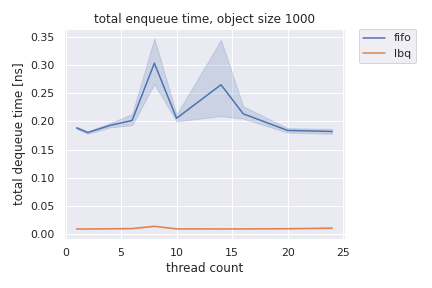 total enqueue time, object size 1000
0.35
0.30
0.25
0.20
0.15
0.10
0.05
0.00
total dequeue time [ns]
0 5 10 15 20 25
thread count
fifo
lbq